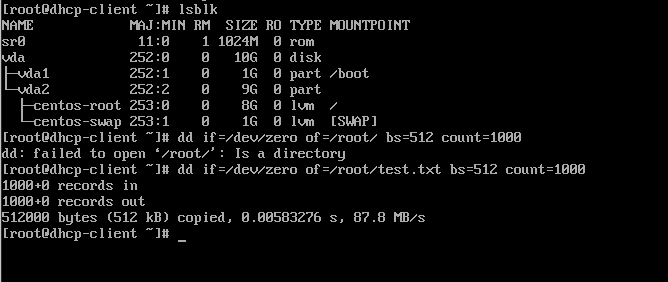 [root@dhcp-client ~]# lsblk
NAME            MAJ:MIN RM  SIZE RO TYPE MOUNTPOINT
sr0              11:0    1 1024M  0 rom
vda             252:0    0   10G  0 disk
├─vda1          252:1    0    1G  0 part /boot
└─vda2          252:2    0    9G  0 part
  ├─centos-root 253:0    0    8G  0 lvm  /
  └─centos-swap 253:1    0    1G  0 lvm  [SWAP]
[root@dhcp-client ~]# dd if=/dev/zero of=/root/ bs=512 count=1000
dd: failed to open ‘/root/’: Is a directory
[root@dhcp-client ~]# dd if=/dev/zero of=/root/test.txt bs=512 count=1000
1000+0 records in
1000+0 records out
512000 bytes (512 kB) copied, 0.00583276 s, 87.8 MB/s
[root@dhcp-client ~]# _